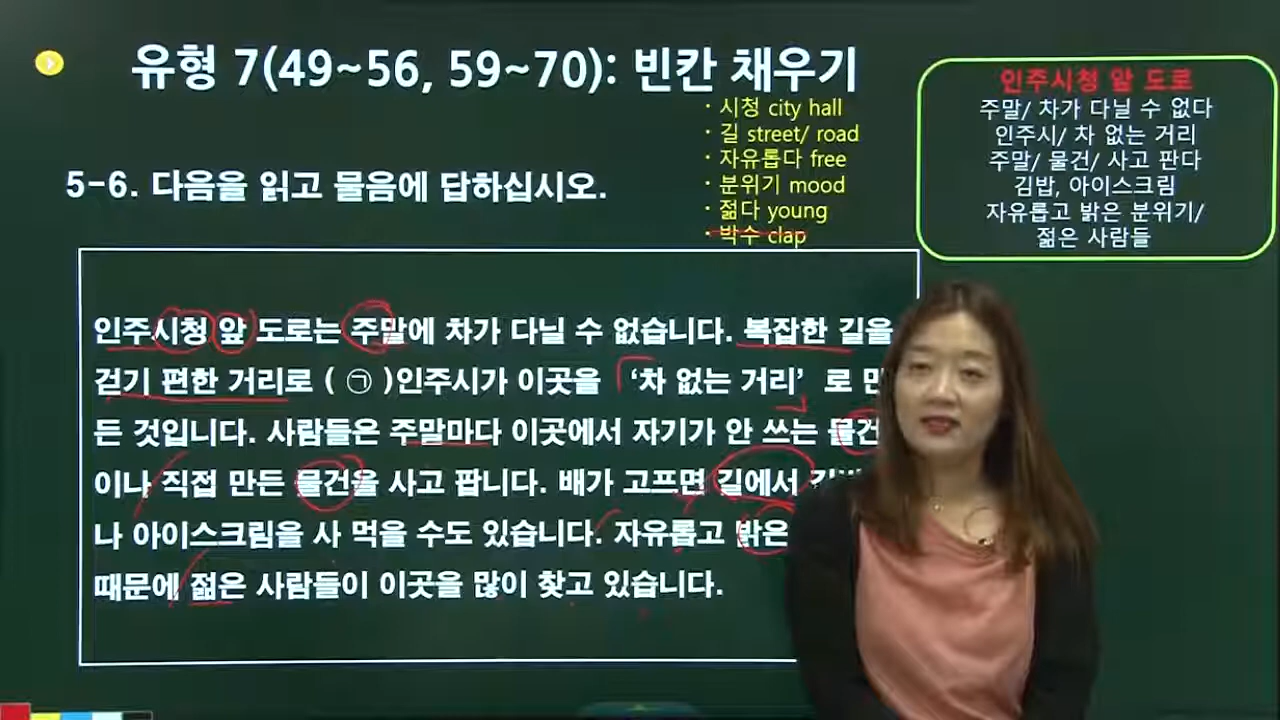 유형 7(49~56, 59~70): 빈칸 채우기
· 시청 city hall
· 길 street/ road
· 자유롭다 free
· 분위기 mood
· 젊다 young
· 박수 clap
인주시청 앞 도로
주말/ 차가 다닐 수 없다
인주시/ 차 없는 거리
주말/ 물건/ 사고 판다
김밥, 아이스크림
자유롭고 밝은 분위기/
젊은 사람들
5-6. 다음을 읽고 물음에 답하십시오.
인주시청 앞 도로는 주말에 차가 다닐 수 없습니다. 복잡한 길을
걷기 편한 거리로 ( ㉠ )인주시가 이곳을 ‘차 없는 거리’ 로
든 것입니다. 사람들은 주말마다 이곳에서 자기가 안 쓰는 물건
이나 직접 만든 물건을 사고 팝니다. 배가 고프면 길에서
나 아이스크림을 사 먹을 수도 있습니다. 자유롭고 밝은
때문에 젊은 사람들이 이곳을 많이 찾고 있습니다.